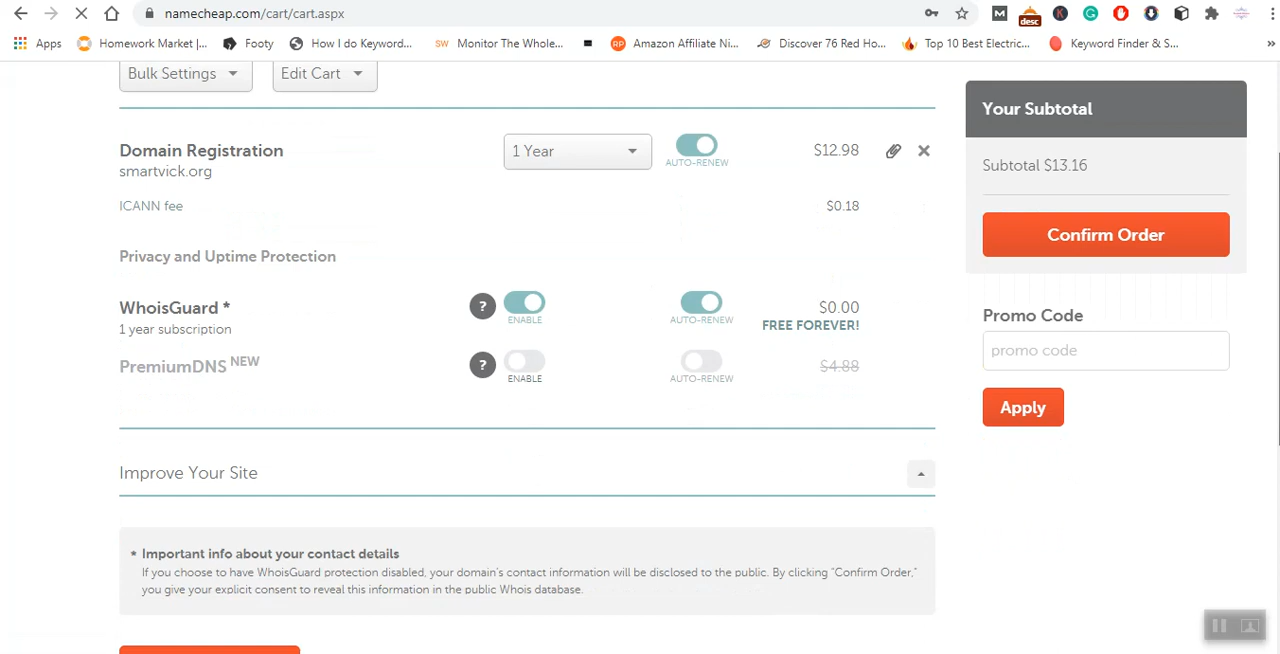 namecheap.com/cart/cart.aspx
Apps Homework Market |... Footy How I do Keyword... SW Monitor The Whole... RP Amazon Affiliate Ni... Discover 76 Red Ho... Top 10 Best Electric... Keyword Finder & S... »
M desc K G
Bulk Settings Edit Cart
Your Subtotal
Domain Registration 1 Year $12.98
AUTO-RENEW
smartvick.org
Subtotal $13.16
ICANN fee $0.18
Confirm Order
Privacy and Uptime Protection
WhoisGuard * ? $0.00
ENABLE AUTO-RENEW
1 year subscription FREE FOREVER!
Promo Code
promo code
PremiumDNS NEW ? $4.88
ENABLE AUTO-RENEW
Apply
Improve Your Site
* Important info about your contact details
If you choose to have WhoisGuard protection disabled, your domain's contact information will be disclosed to the public. By clicking "Confirm Order,"
you give your explicit consent to reveal this information in the public Whois database.